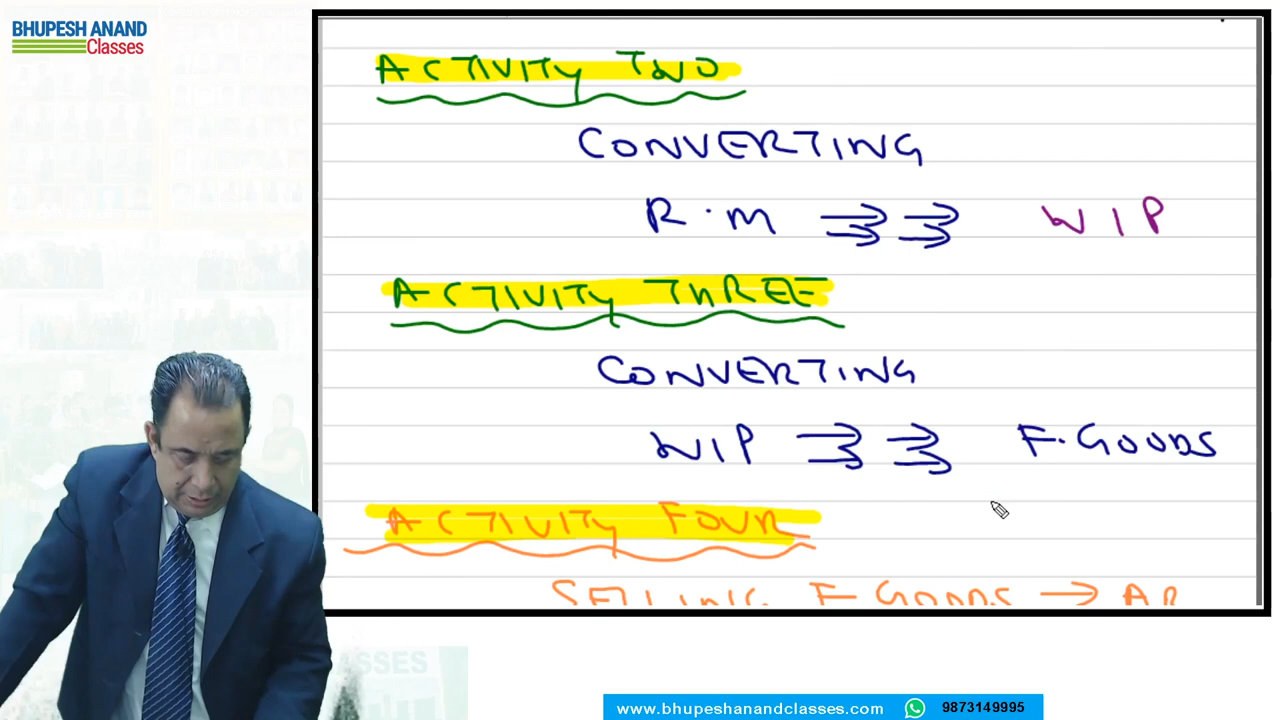 BHUPESH ANAND
Classes
ACTIVITY TWO
CONVERTING
R.M WIP
ACTIVITY THREE
CONVERTING
WIP F.GOODS
ACTIVITY FOUR
SELLING F GOODS → AR
CLASSES
www.bhupeshanandclasses.com 9873149995